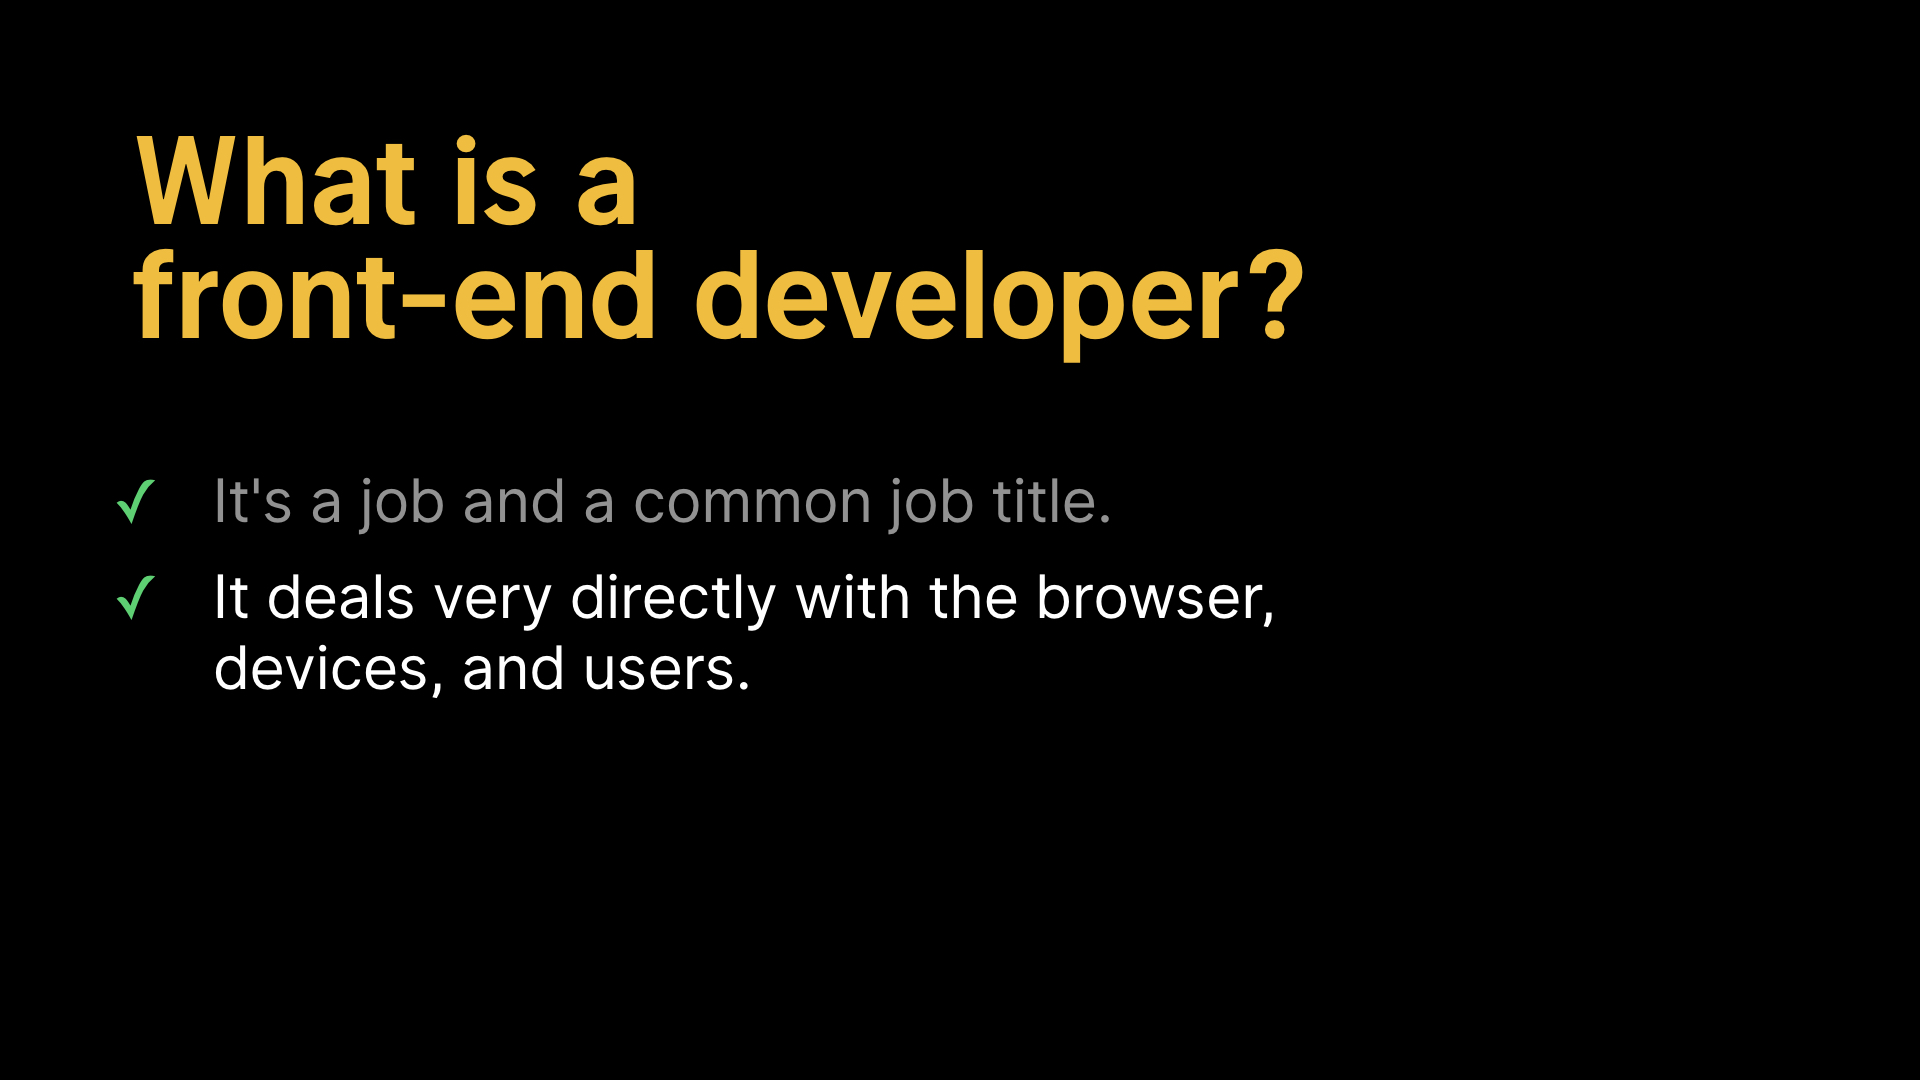 What is a
front-end developer?
✓ It's a job and a common job title.
✓ It deals very directly with the browser,
devices, and users.